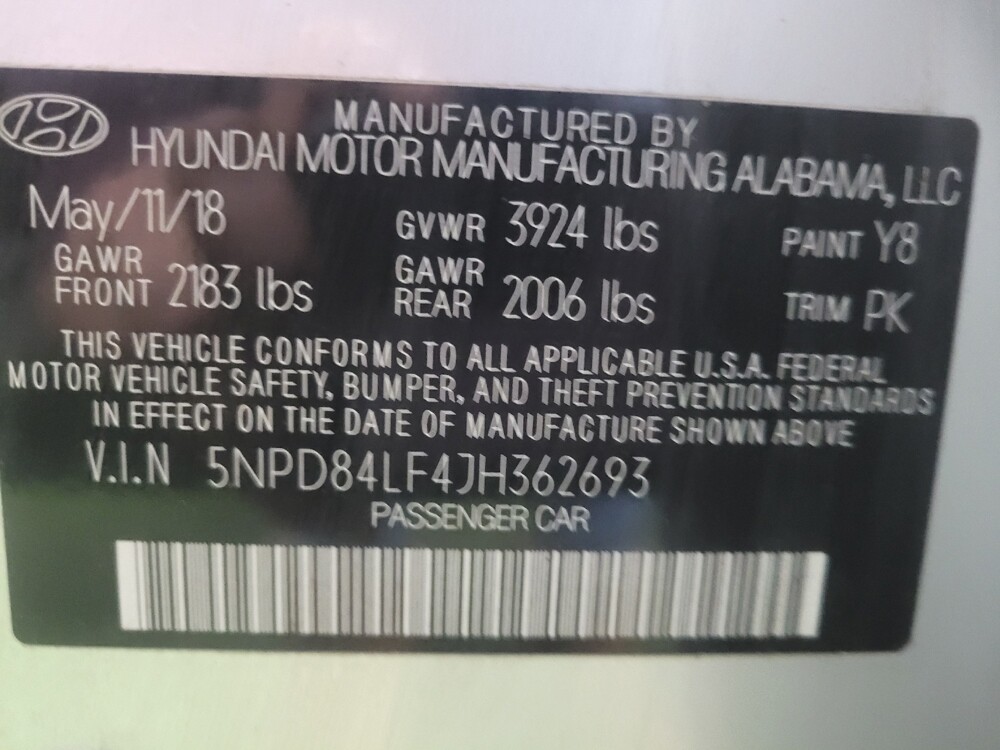 MANUFACTURED BY
HYUNDAI MOTOR MANUFACTURING ALABAMA, LLC
May/11/18 GVWR 3924 lbs PAINT Y8
GAWR FRONT 2183 lbs GAWR REAR 2006 lbs TRIM PK
THIS VEHICLE CONFORMS TO ALL APPLICABLE U.S.A. FEDERAL
MOTOR VEHICLE SAFETY, BUMPER, AND THEFT PREVENTION STANDARDS
IN EFFECT ON THE DATE OF MANUFACTURE SHOWN ABOVE
V.I.N 5NPD84LF4JH362693
PASSENGER CAR